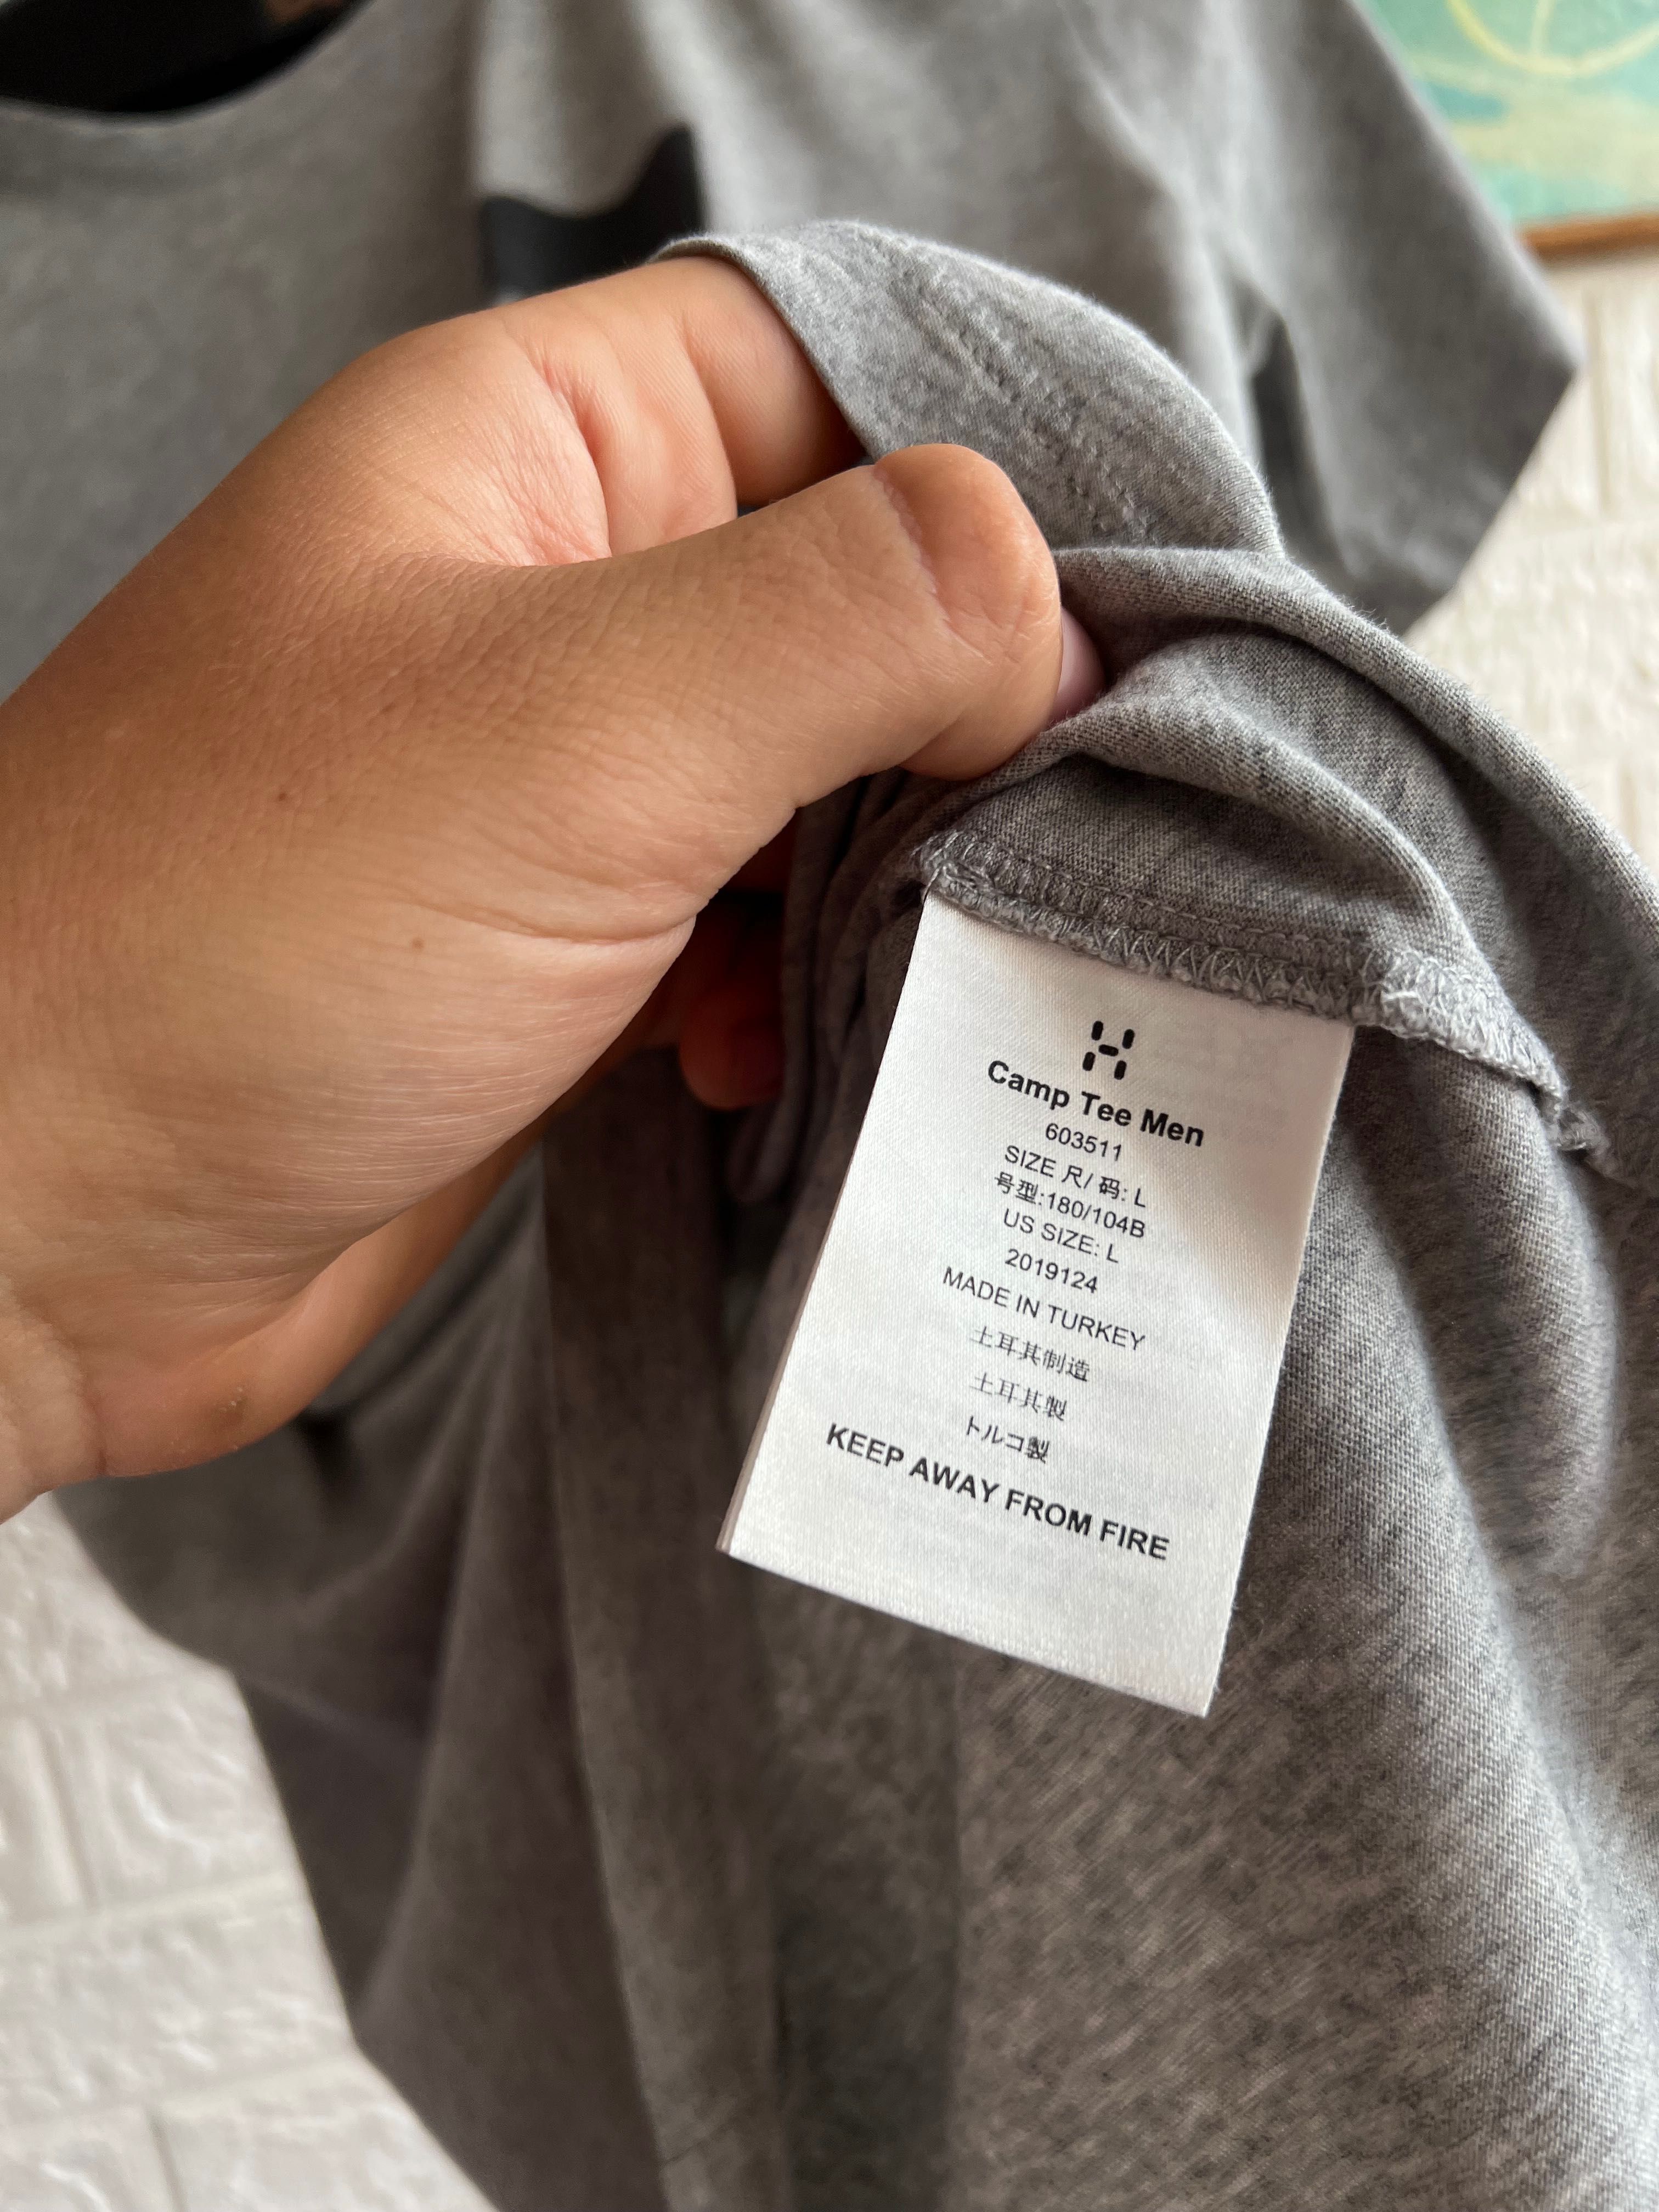 Camp Tee Men
603511
SIZE 尺/ 码: L
号型:180/104B
US SIZE: L
2019124
MADE IN TURKEY
土耳其制造
土耳其製
トルコ製
KEEP AWAY FROM FIRE